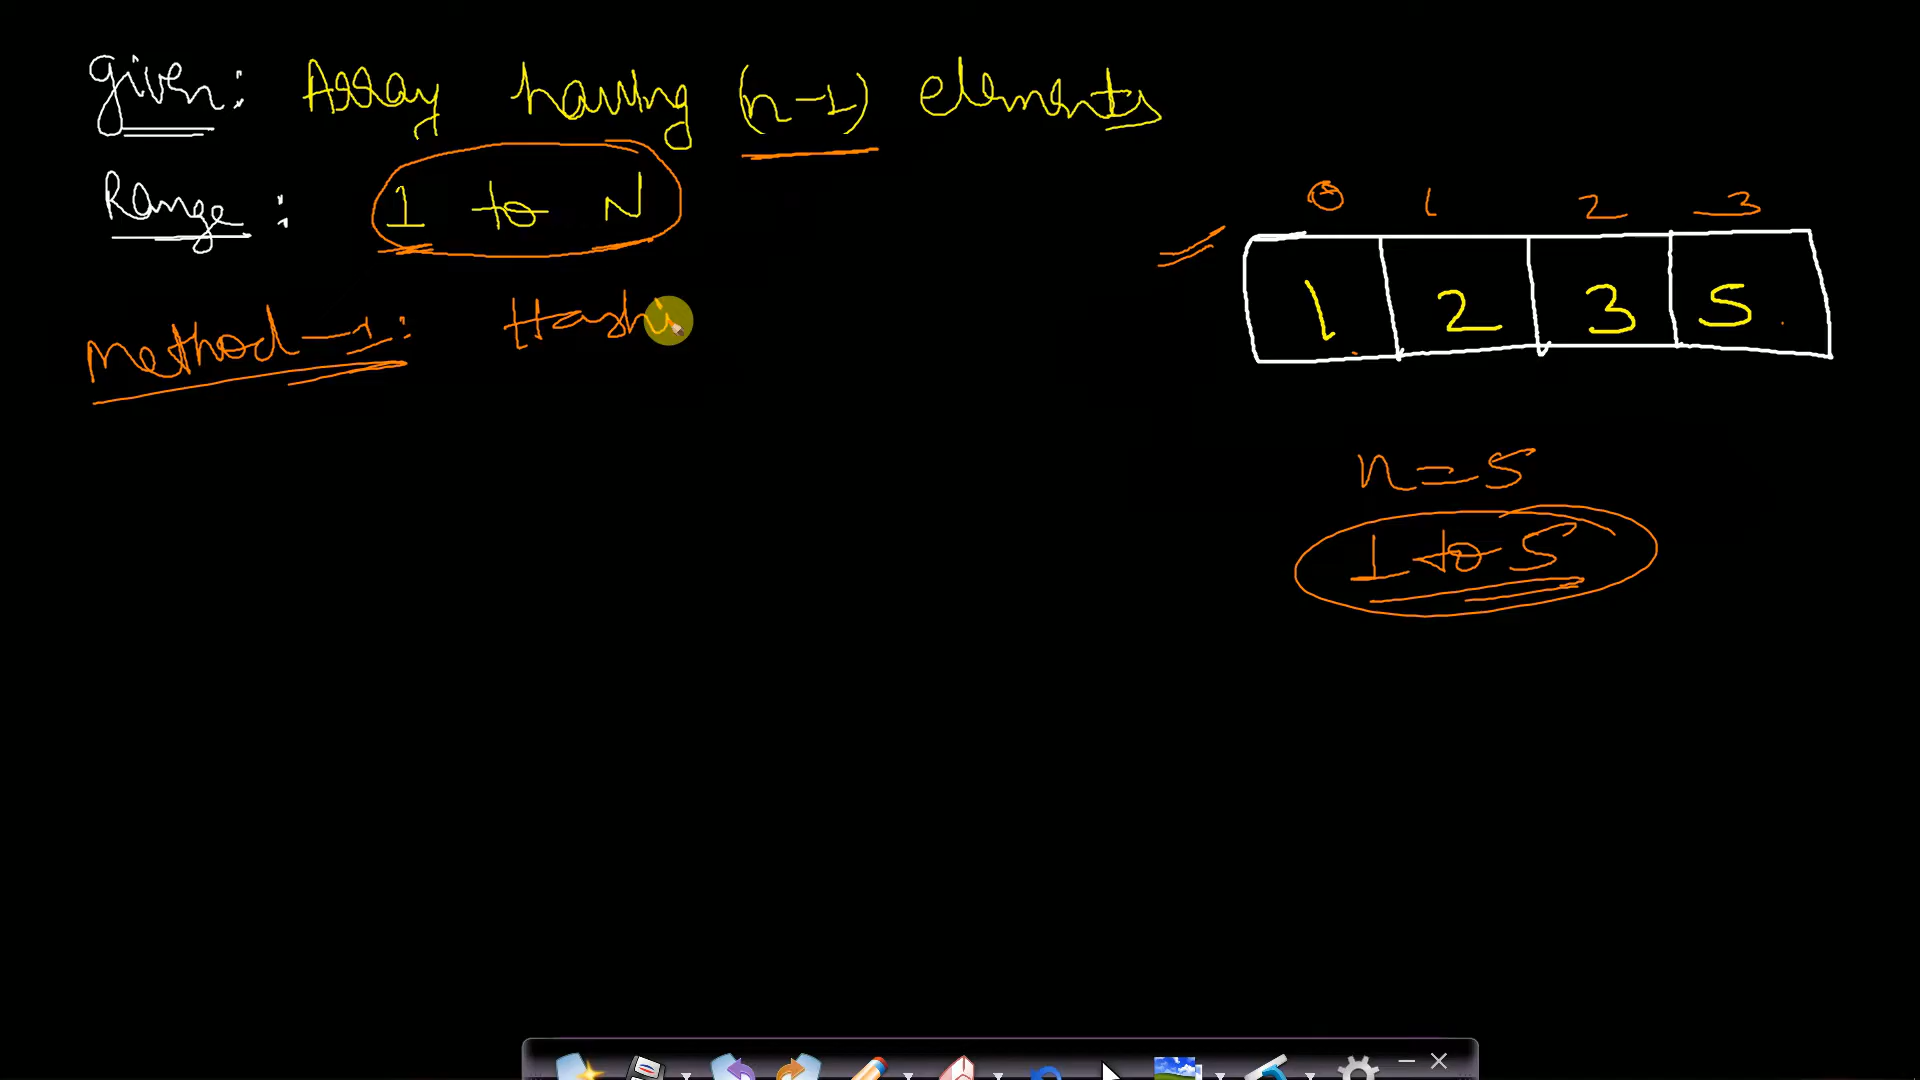 given: Array having (n-1) elements
Range: 1 to N
0 1 2 3
1 2 3 5
Method-1: Hashi
n=5
1 to 5